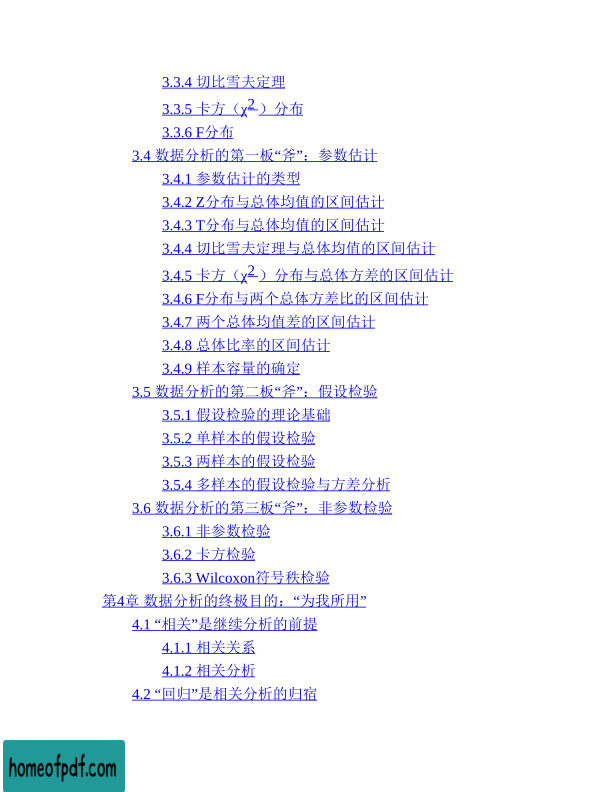 3.3.4 切比雪夫定理
3.3.5 卡方（χ2 ）分布
3.3.6 F分布
3.4 数据分析的第一板“斧”：参数估计
3.4.1 参数估计的类型
3.4.2 Z分布与总体均值的区间估计
3.4.3 T分布与总体均值的区间估计
3.4.4 切比雪夫定理与总体均值的区间估计
3.4.5 卡方（χ2 ）分布与总体方差的区间估计
3.4.6 F分布与两个总体方差比的区间估计
3.4.7 两个总体均值差的区间估计
3.4.8 总体比率的区间估计
3.4.9 样本容量的确定
3.5 数据分析的第二板“斧”：假设检验
3.5.1 假设检验的理论基础
3.5.2 单样本的假设检验
3.5.3 两样本的假设检验
3.5.4 多样本的假设检验与方差分析
3.6 数据分析的第三板“斧”：非参数检验
3.6.1 非参数检验
3.6.2 卡方检验
3.6.3 Wilcoxon符号秩检验
第4章 数据分析的终极目的：“为我所用”
4.1 “相关”是继续分析的前提
4.1.1 相关关系
4.1.2 相关分析
4.2 “回归”是相关分析的归宿
homeofpdf.com